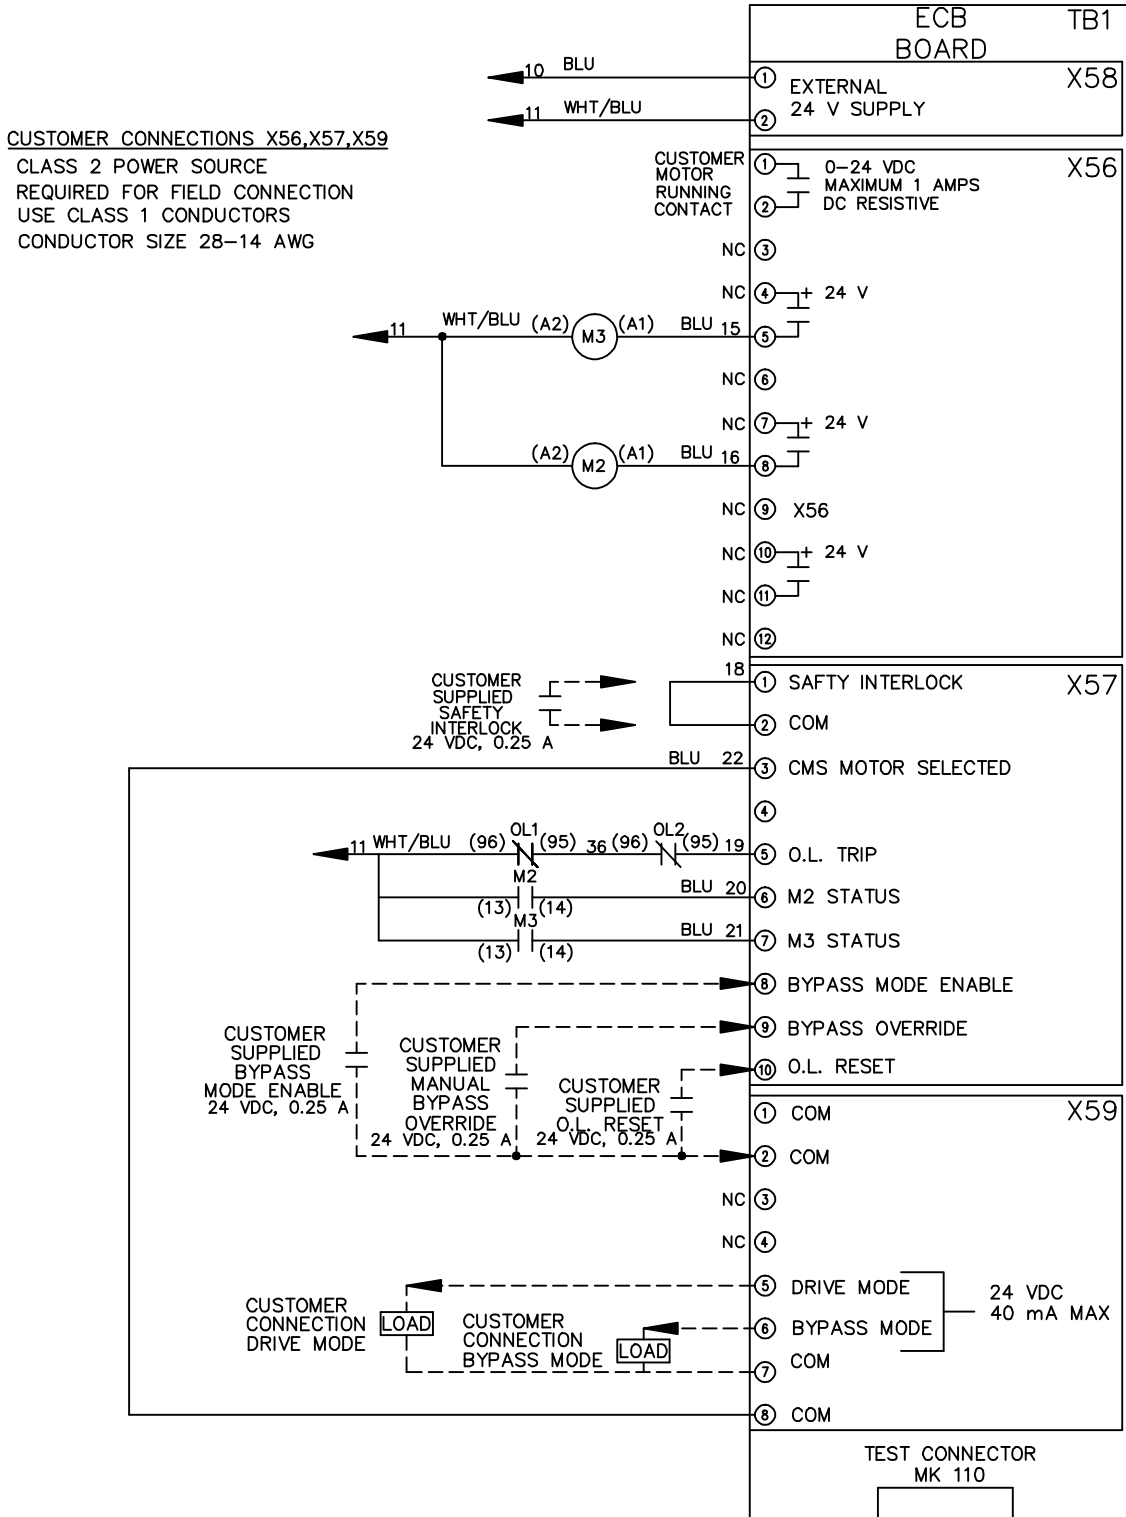 ECB TB1
BOARD
10 BLU
1
EXTERNAL
24 V SUPPLY
X58
11 WHT/BLU
2
CUSTOMER CONNECTIONS X56,X57,X59
CLASS 2 POWER SOURCE
REQUIRED FOR FIELD CONNECTION
USE CLASS 1 CONDUCTORS
CONDUCTOR SIZE 28-14 AWG
CUSTOMER
MOTOR
RUNNING
CONTACT
1
2
0-24 VDC
MAXIMUM 1 AMPS
DC RESISTIVE
X56
NC 3
NC 4 + 24 V
11 WHT/BLU (A2) M3 (A1) BLU 15 5
NC 6
NC 7 + 24 V
(A2) M2 (A1) BLU 16 8
NC 9 X56
NC 10 + 24 V
NC 11
NC 12
CUSTOMER
SUPPLIED
SAFETY
INTERLOCK
24 VDC, 0.25 A
18 1 SAFTY INTERLOCK X57
2 COM
BLU 22 3 CMS MOTOR SELECTED
4
OL1 OL2
11 WHT/BLU (96) (95) 36 (96) (95) 19 5 O.L. TRIP
M2
(13) (14) BLU 20 6 M2 STATUS
M3
(13) (14) BLU 21 7 M3 STATUS
8 BYPASS MODE ENABLE
9 BYPASS OVERRIDE
10 O.L. RESET
CUSTOMER
SUPPLIED
BYPASS
MODE ENABLE
24 VDC, 0.25 A
CUSTOMER
SUPPLIED
MANUAL
BYPASS
OVERRIDE
24 VDC, 0.25 A
CUSTOMER
SUPPLIED
O.L. RESET
24 VDC, 0.25 A
1 COM X59
2 COM
NC 3
NC 4
5 DRIVE MODE
6 BYPASS MODE
24 VDC
40 mA MAX
CUSTOMER
CONNECTION
DRIVE MODE
LOAD
CUSTOMER
CONNECTION
BYPASS MODE
LOAD
7 COM
8 COM
TEST CONNECTOR
MK 110